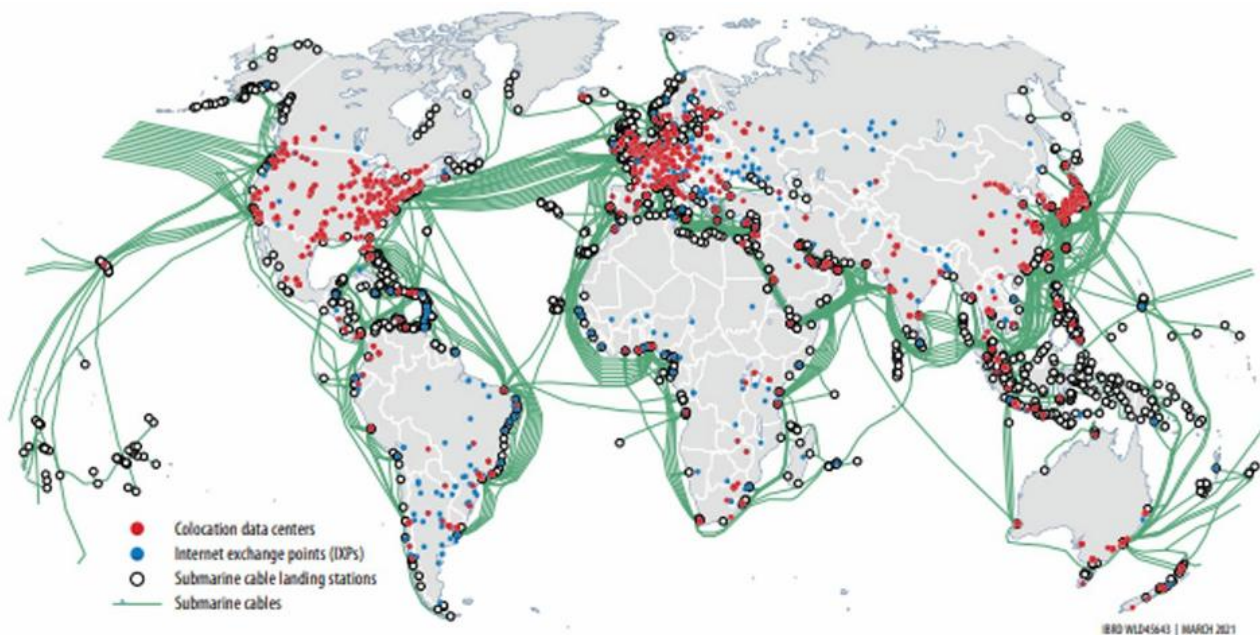 Colocation data centers
Internet exchange points (IXPs)
Submarine cable landing stations
Submarine cables
IBRD WLD45643 | MARCH 2021